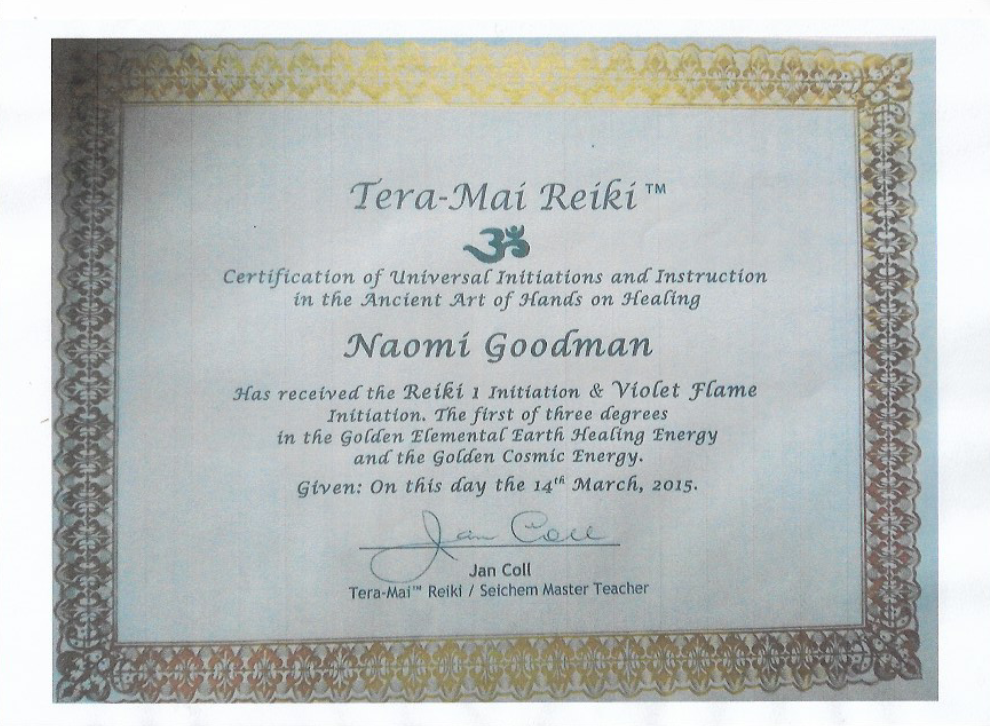 Tera-Mai Reiki™
ॐ
Certification of Universal Initiations and Instruction
in the Ancient Art of Hands on Healing
Naomi Goodman
Has received the Reiki 1 Initiation & Violet Flame
Initiation. The first of three degrees
in the Golden Elemental Earth Healing Energy
and the Golden Cosmic Energy.
Given: On this day the 14th March, 2015.
Jan Coll
Jan Coll
Tera-Mai™ Reiki / Seichem Master Teacher